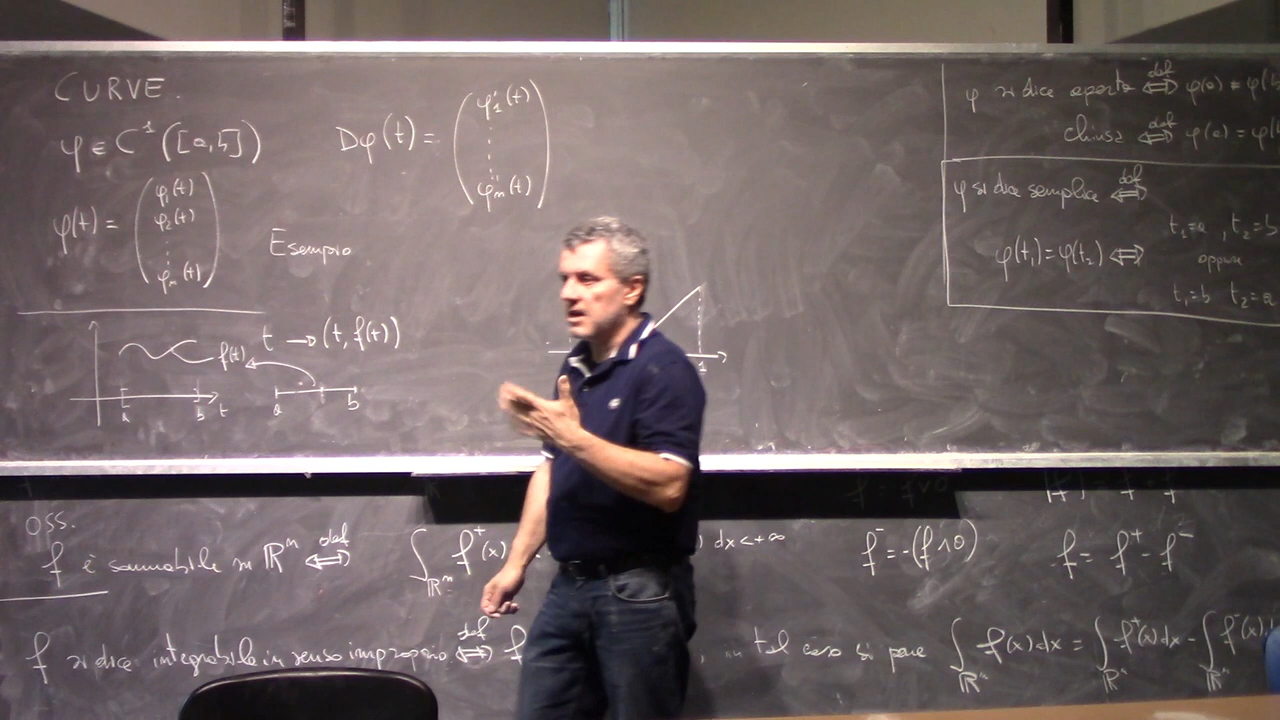 CURVE.
φ ∈ C¹([a,b])
φ(t) = (φ₁(t) φ₂(t) ⋮ φₙ(t))
Dφ(t) = (φ₁'(t) ⋮ φₙ'(t))
Esempio
t → (t, f(t))
f(t)
a b t
a b
1
φ si dice aperta ⇔ def φ(a) ≠ φ(
chiusa ⇔ def φ(a) = φ(
φ si dice semplice ⇔ def
φ(t₁) = φ(t₂) ⇔
t₁=a, t₂=b
oppure
t₁=b t₂=a
OSS.
f è sommabile in ℝⁿ ⇔ def ∫ℝⁿ f⁺(x) dx < +∞
f⁻ = -(f∧0)
f = f⁺ - f⁻
f si dice integrabile in senso improprio ⇔ def f
, in tal caso si pone ∫ℝⁿ f(x)dx = ∫ℝⁿ f⁺(x)dx - ∫ℝⁿ f⁻(x)